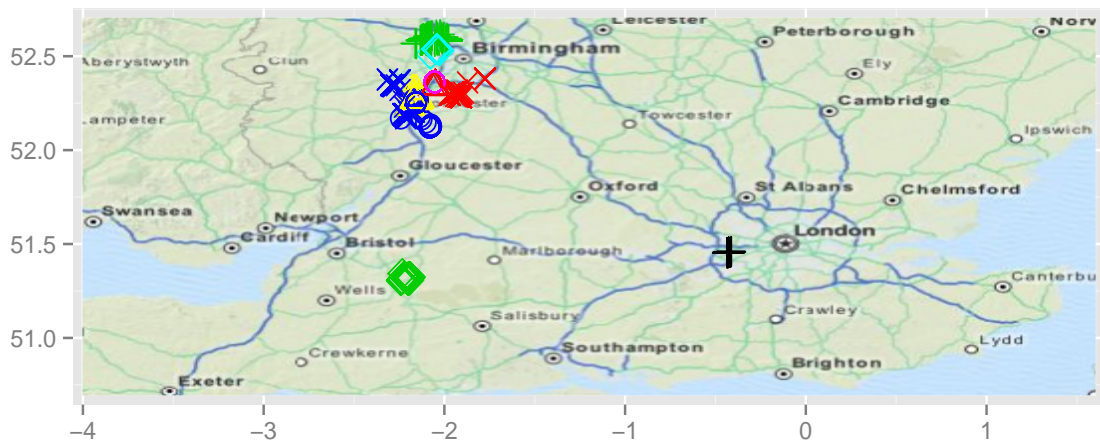 Leicester
Peterborough
52.5
Birmingham
Aberystwyth
Clun
Ely
Cambridge
Towcester
Ampeter
Ipswich
52.0
Gloucester
Oxford
St Albans
Chelmsford
Swansea
Newport
Cardiff
London
51.5
Bristol
Marlborough
Canterbu
Wells
Salisbury
Crawley
51.0
Crewkerne
Southampton
Lydd
Brighton
Exeter
−4 −3 −2 −1 0 1